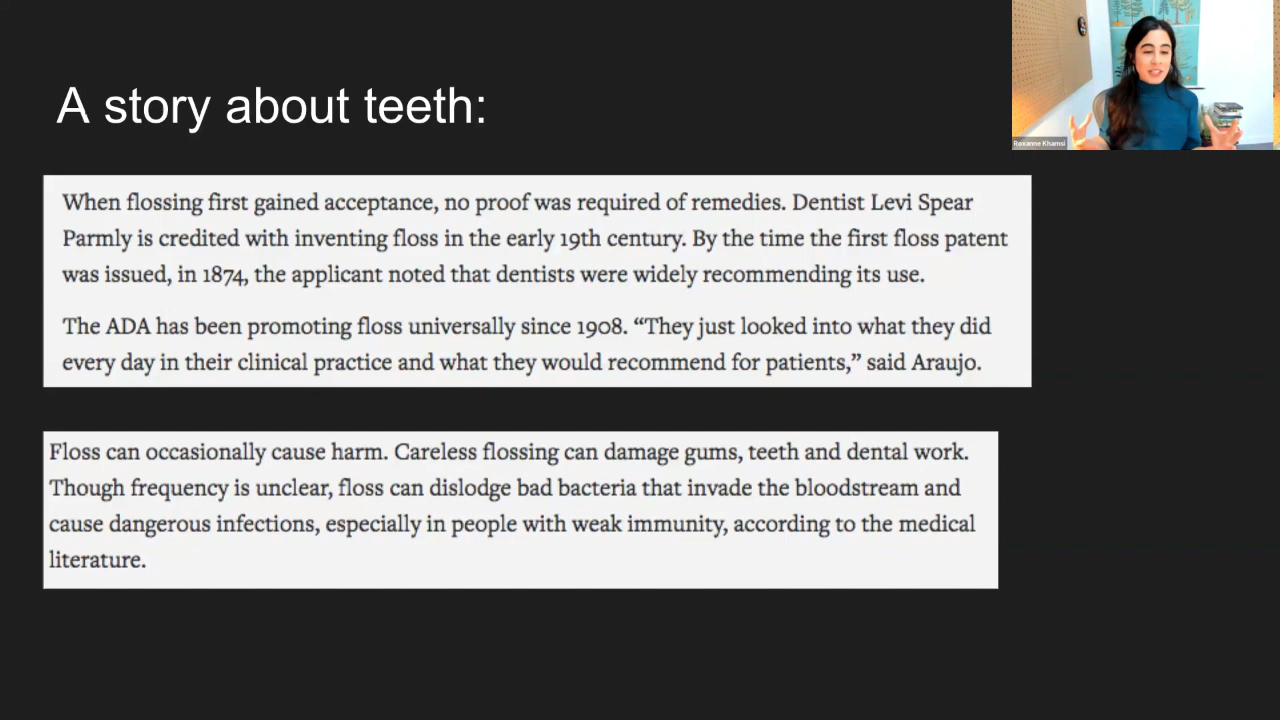 A story about teeth:
Roxanne Khamsi
When flossing first gained acceptance, no proof was required of remedies. Dentist Levi Spear
Parmly is credited with inventing floss in the early 19th century. By the time the first floss patent
was issued, in 1874, the applicant noted that dentists were widely recommending its use.
The ADA has been promoting floss universally since 1908. “They just looked into what they did
every day in their clinical practice and what they would recommend for patients,” said Araujo.
Floss can occasionally cause harm. Careless flossing can damage gums, teeth and dental work.
Though frequency is unclear, floss can dislodge bad bacteria that invade the bloodstream and
cause dangerous infections, especially in people with weak immunity, according to the medical
literature.